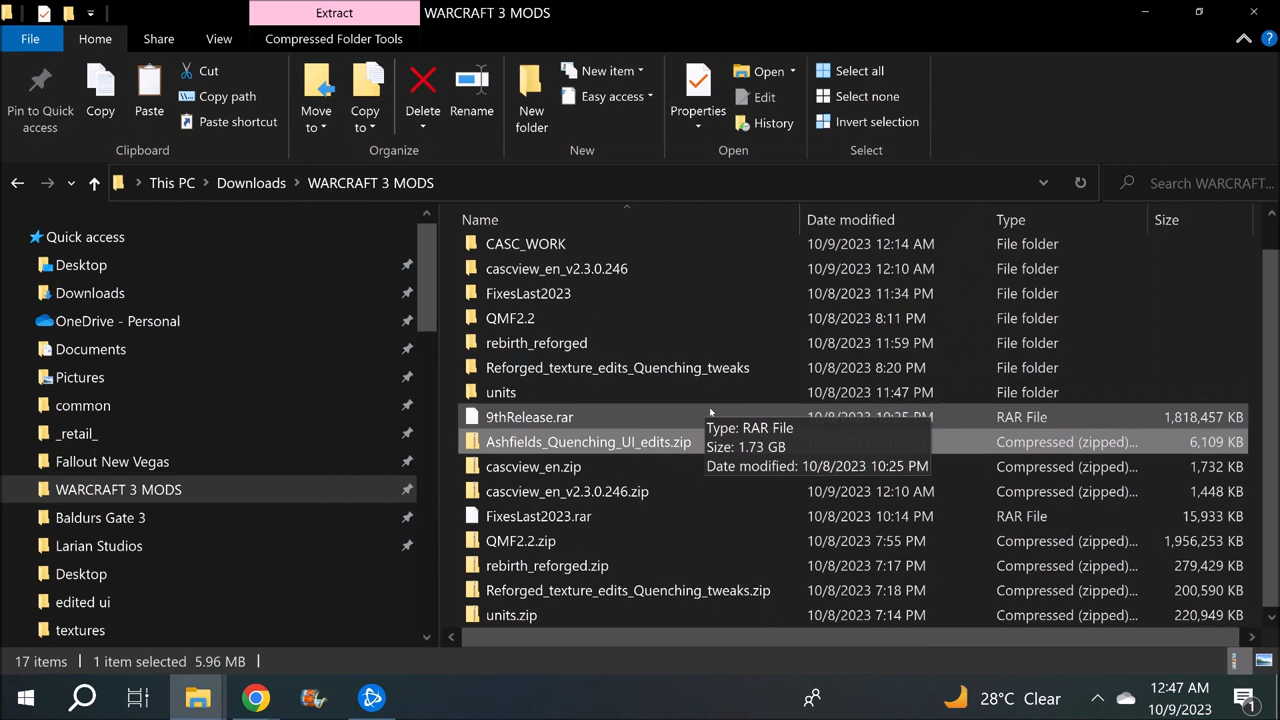 Extract
WARCRAFT 3 MODS
File
Home
Share
View
Compressed Folder Tools
Pin to Quick
access
Copy
Paste
Cut
Copy path
Paste shortcut
Clipboard
Move
to
Copy
to
Delete
Rename
Organize
New
folder
New item
Easy access
New
Properties
Open
Edit
History
Open
Select all
Select none
Invert selection
Select
This PC
Downloads
WARCRAFT 3 MODS
Search WARCRAFT...
Quick access
Desktop
Downloads
OneDrive - Personal
Documents
Pictures
common
_retail_
Fallout New Vegas
WARCRAFT 3 MODS
Baldurs Gate 3
Larian Studios
Desktop
edited ui
textures
Name Date modified Type Size
CASC_WORK 10/9/2023 12:14 AM File folder
cascview_en_v2.3.0.246 10/9/2023 12:10 AM File folder
FixesLast2023 10/8/2023 11:34 PM File folder
QMF2.2 10/8/2023 8:11 PM File folder
rebirth_reforged 10/8/2023 11:59 PM File folder
Reforged_texture_edits_Quenching_tweaks 10/8/2023 8:20 PM File folder
units 10/8/2023 11:47 PM File folder
9thRelease.rar 10/8/2023 10:25 PM RAR File 1,818,457 KB
Ashfields_Quenching_UI_edits.zip Compressed (zipped)... 6,109 KB
Type: RAR File
Size: 1.73 GB
Date modified: 10/8/2023 10:25 PM
cascview_en.zip Compressed (zipped)... 1,732 KB
cascview_en_v2.3.0.246.zip 10/9/2023 12:10 AM Compressed (zipped)... 1,448 KB
FixesLast2023.rar 10/8/2023 10:14 PM RAR File 15,933 KB
QMF2.2.zip 10/8/2023 7:55 PM Compressed (zipped)... 1,956,253 KB
rebirth_reforged.zip 10/8/2023 7:17 PM Compressed (zipped)... 279,429 KB
Reforged_texture_edits_Quenching_tweaks.zip 10/8/2023 7:18 PM Compressed (zipped)... 200,590 KB
units.zip 10/8/2023 7:14 PM Compressed (zipped)... 220,949 KB
17 items
1 item selected 5.96 MB
28°C Clear
12:47 AM
10/9/2023
1